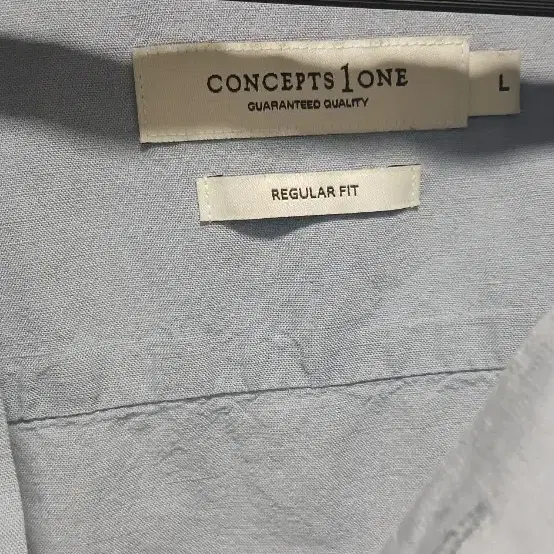 CONCEPTS 1 ONE
GUARANTEED QUALITY
L
REGULAR FIT